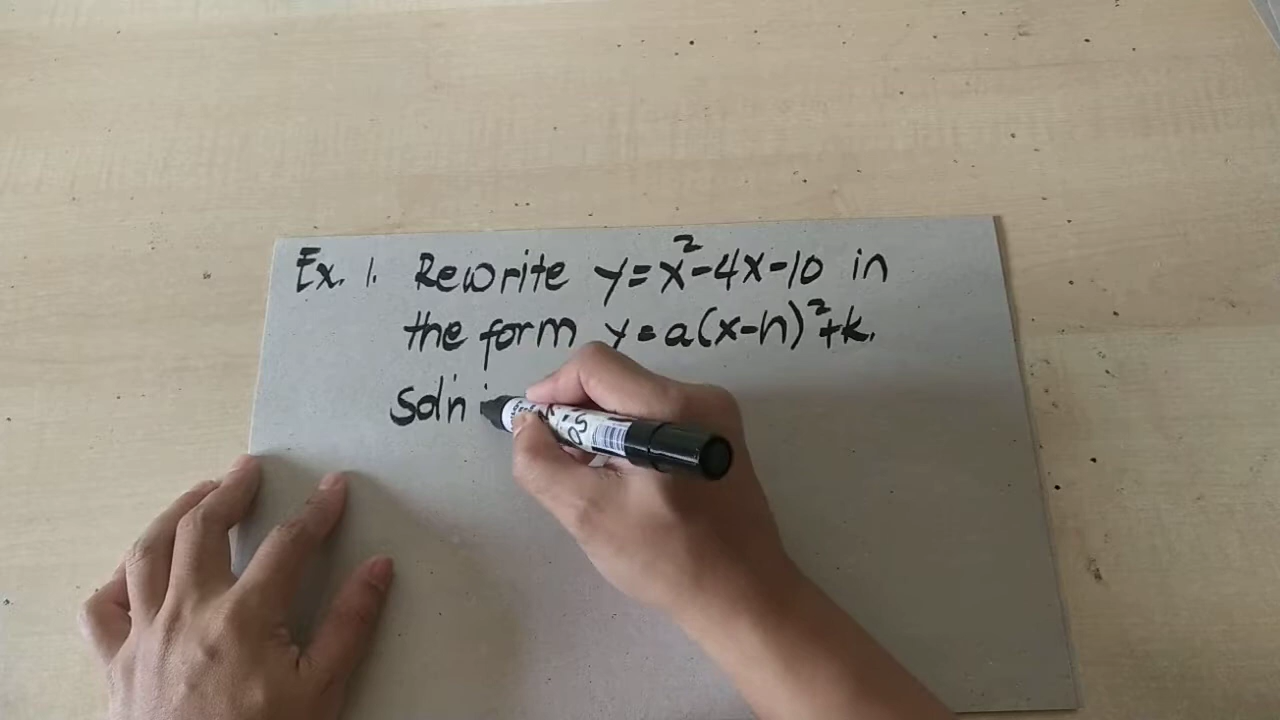 Ex. 1. Rewrite y=x²-4x-10 in
the form y=a(x-h)²+k.
Sol'n